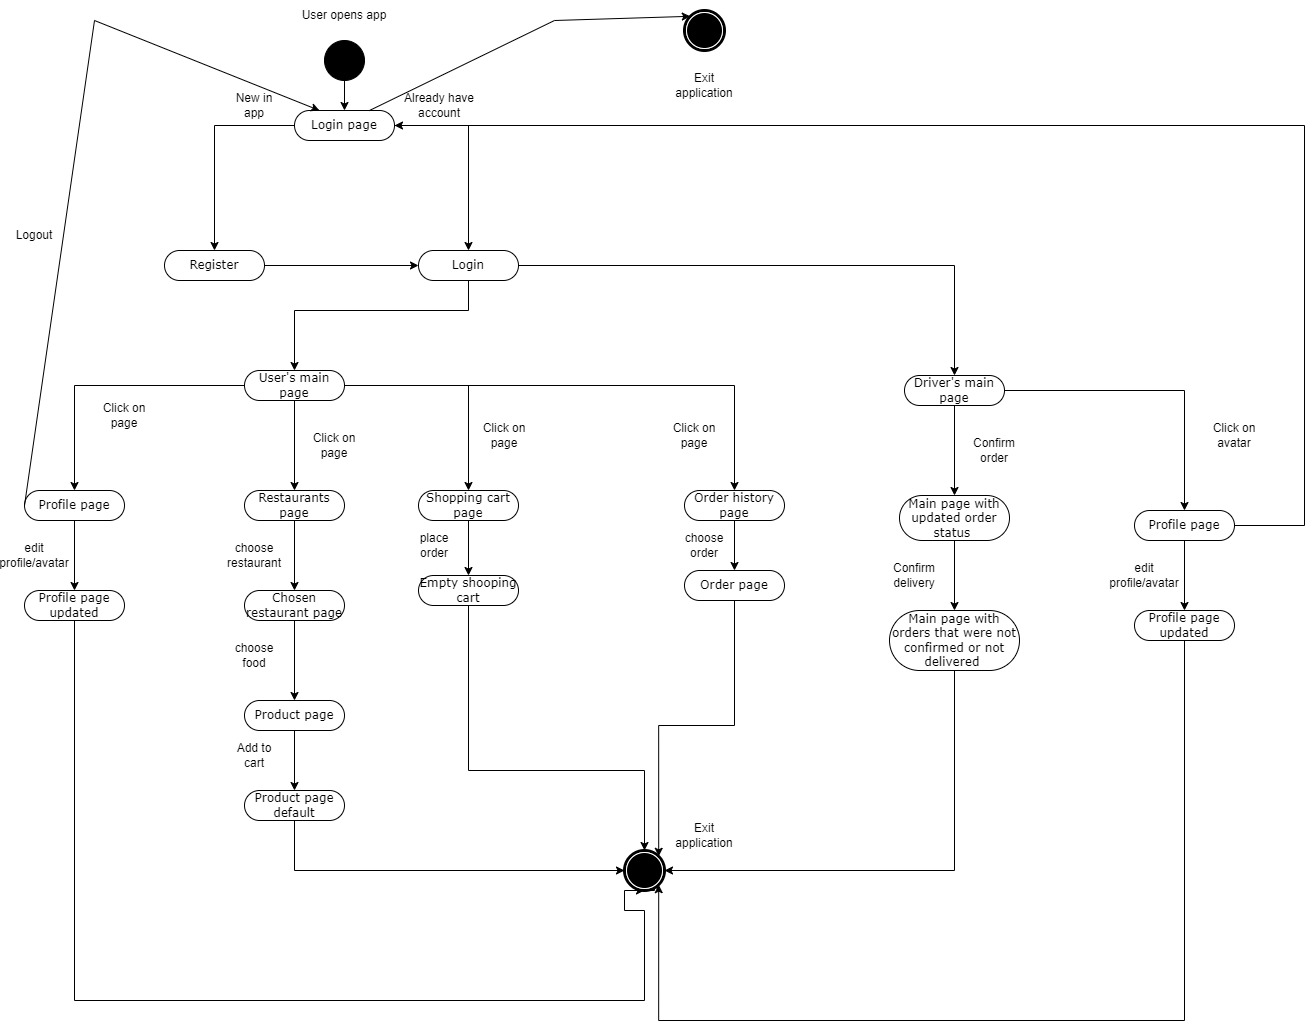 User opens app
Exit
application
New in
app
Already have
account
Login page
Logout
Register
Login
User's main
page
Driver's main
page
Click on
page
Click on
page
Click on
page
Click on
page
Confirm
order
Click on
avatar
Profile page
Restaurants
page
Shopping cart
page
Order history
page
Main page with
updated order
status
Profile page
edit
profile/avatar
choose
restaurant
place
order
choose
order
Confirm
delivery
edit
profile/avatar
Profile page
updated
Chosen
restaurant page
Empty shooping
cart
Order page
Main page with
orders that were not
confirmed or not
delivered
Profile page
updated
choose
food
Product page
Add to
cart
Product page
default
Exit
application